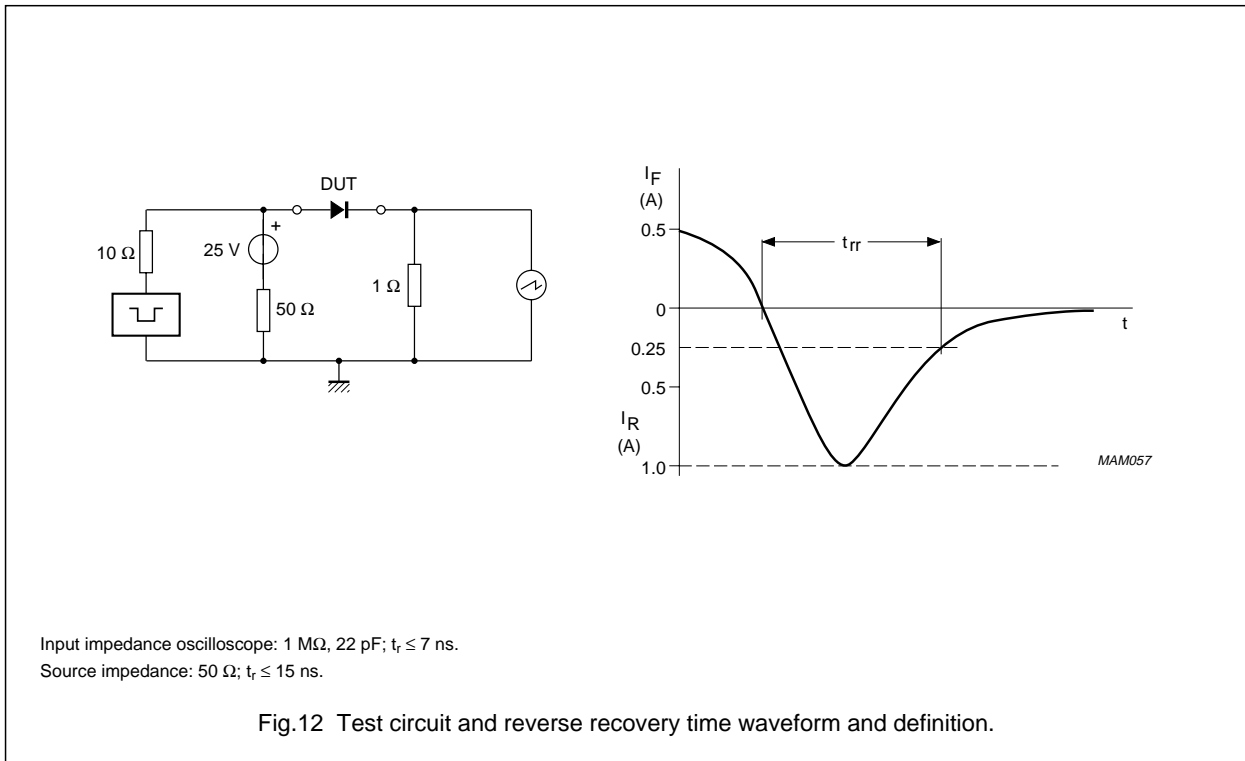 DUT
+
10 Ω
25 V
50 Ω
1 Ω
I_F
(A)
0.5
t_rr
0
t
0.25
0.5
I_R
(A)
1.0
MAM057
Input impedance oscilloscope: 1 MΩ, 22 pF; t_r ≤ 7 ns.
Source impedance: 50 Ω; t_r ≤ 15 ns.
Fig.12 Test circuit and reverse recovery time waveform and definition.